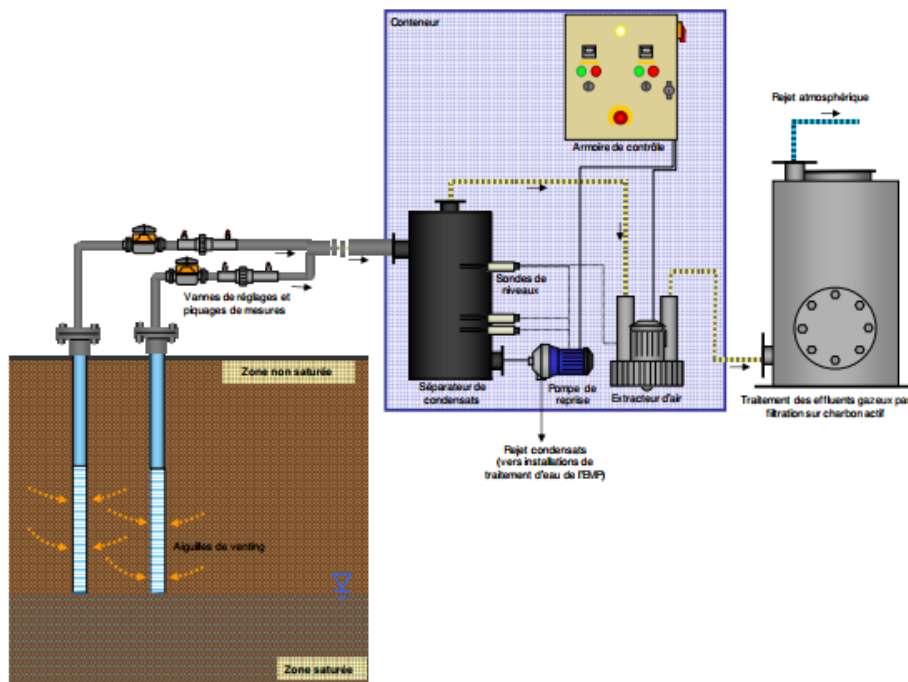 Conteneur
Rejet atmosphérique
Armoire de contrôle
Vannes de réglages et
piquages de mesures
Sondes de
niveaux
Zone non saturée
Séparateur de
condensats
Pompe de
reprise
Extracteur d'air
Traitement des effluents gazeux par
filtration sur charbon actif
Rejet condensats
(vers installations de
traitement d'eau de l'EMP)
Aiguilles de venting
Zone saturée